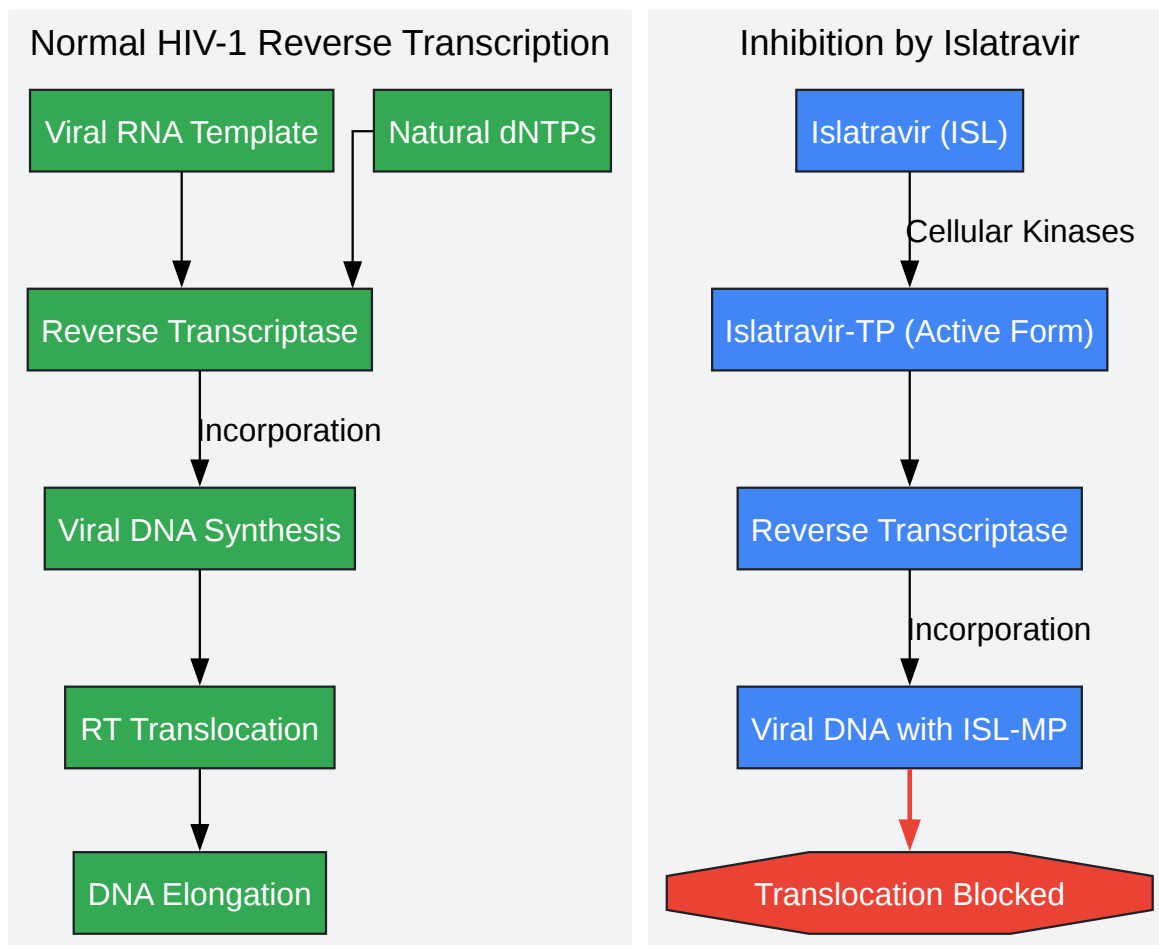 Normal HIV-1 Reverse Transcription
Viral RNA Template
Natural dNTPs
Reverse Transcriptase
Incorporation
Viral DNA Synthesis
RT Translocation
DNA Elongation
Inhibition by Islatravir
Islatravir (ISL)
Cellular Kinases
Islatravir-TP (Active Form)
Reverse Transcriptase
Incorporation
Viral DNA with ISL-MP
Translocation Blocked